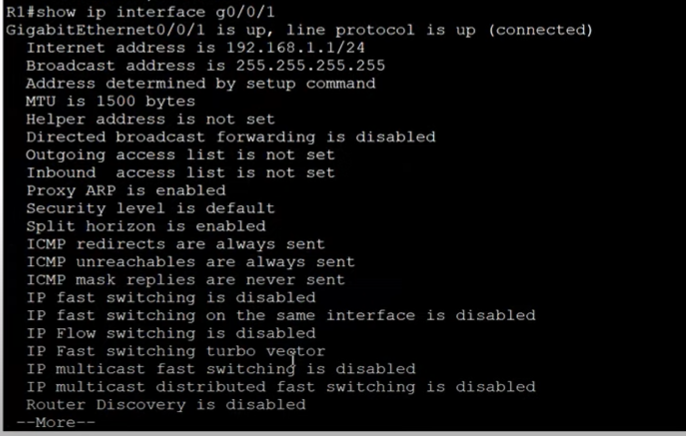 R1#show ip interface g0/0/1
GigabitEthernet0/0/1 is up, line protocol is up (connected)
  Internet address is 192.168.1.1/24
  Broadcast address is 255.255.255.255
  Address determined by setup command
  MTU is 1500 bytes
  Helper address is not set
  Directed broadcast forwarding is disabled
  Outgoing access list is not set
  Inbound  access list is not set
  Proxy ARP is enabled
  Security level is default
  Split horizon is enabled
  ICMP redirects are always sent
  ICMP unreachables are always sent
  ICMP mask replies are never sent
  IP fast switching is disabled
  IP fast switching on the same interface is disabled
  IP Flow switching is disabled
  IP Fast switching turbo vector
  IP multicast fast switching is disabled
  IP multicast distributed fast switching is disabled
  Router Discovery is disabled
 --More--